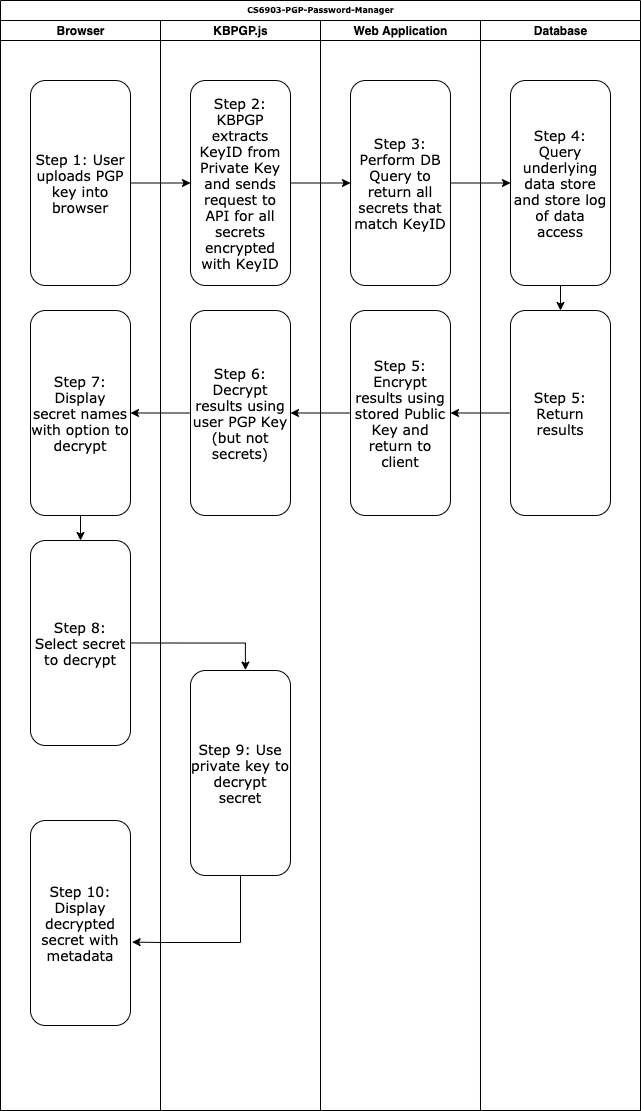 CS6903-PGP-Password-Manager
Browser
KBPGP.js
Web Application
Database
Step 1: User
uploads PGP
key into
browser
Step 2:
KBPGP
extracts
KeyID from
Private Key
and sends
request to
API for all
secrets
encrypted
with KeyID
Step 3:
Perform DB
Query to
return all
secrets that
match KeyID
Step 4:
Query
underlying
data store
and store log
of data
access
Step 5:
Return
results
Step 5:
Encrypt
results using
stored Public
Key and
return to
client
Step 6:
Decrypt
results using
user PGP Key
(but not
secrets)
Step 7:
Display
secret names
with option to
decrypt
Step 8:
Select secret
to decrypt
Step 9: Use
private key to
decrypt
secret
Step 10:
Display
decrypted
secret with
metadata